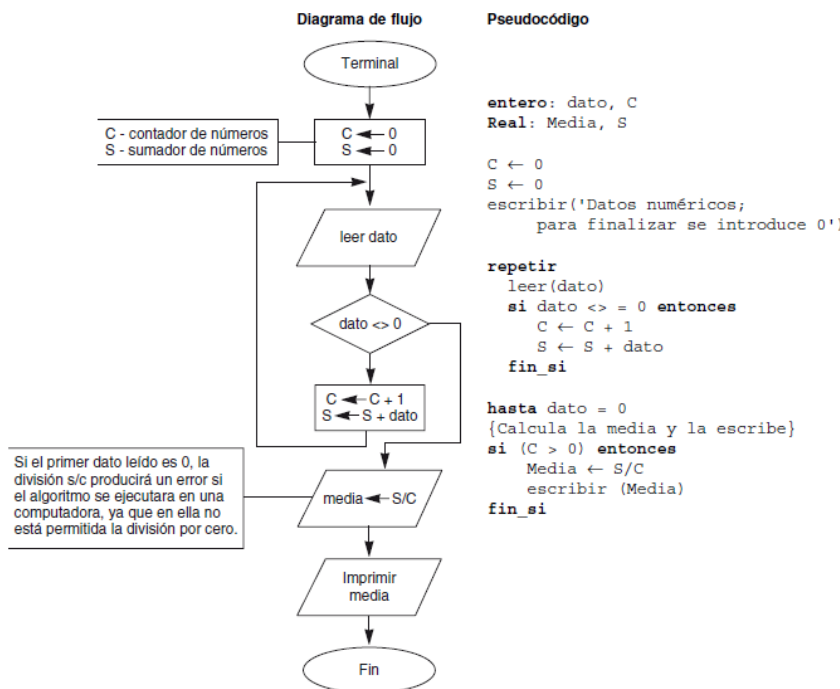 Diagrama de flujo
Terminal
C - contador de números
S - sumador de números
C ← 0
S ← 0
leer dato
dato <> 0
C ← C + 1
S ← S + dato
Si el primer dato leído es 0, la
división s/c producirá un error si
el algoritmo se ejecutara en una
computadora, ya que en ella no
está permitida la división por cero.
media ← S/C
Imprimir
media
Fin
Pseudocódigo
entero: dato, C
Real: Media, S
C ← 0
S ← 0
escribir('Datos numéricos;
para finalizar se introduce 0')
repetir
leer(dato)
si dato <> = 0 entonces
C ← C + 1
S ← S + dato
fin_si
hasta dato = 0
{Calcula la media y la escribe}
si (C > 0) entonces
Media ← S/C
escribir (Media)
fin_si